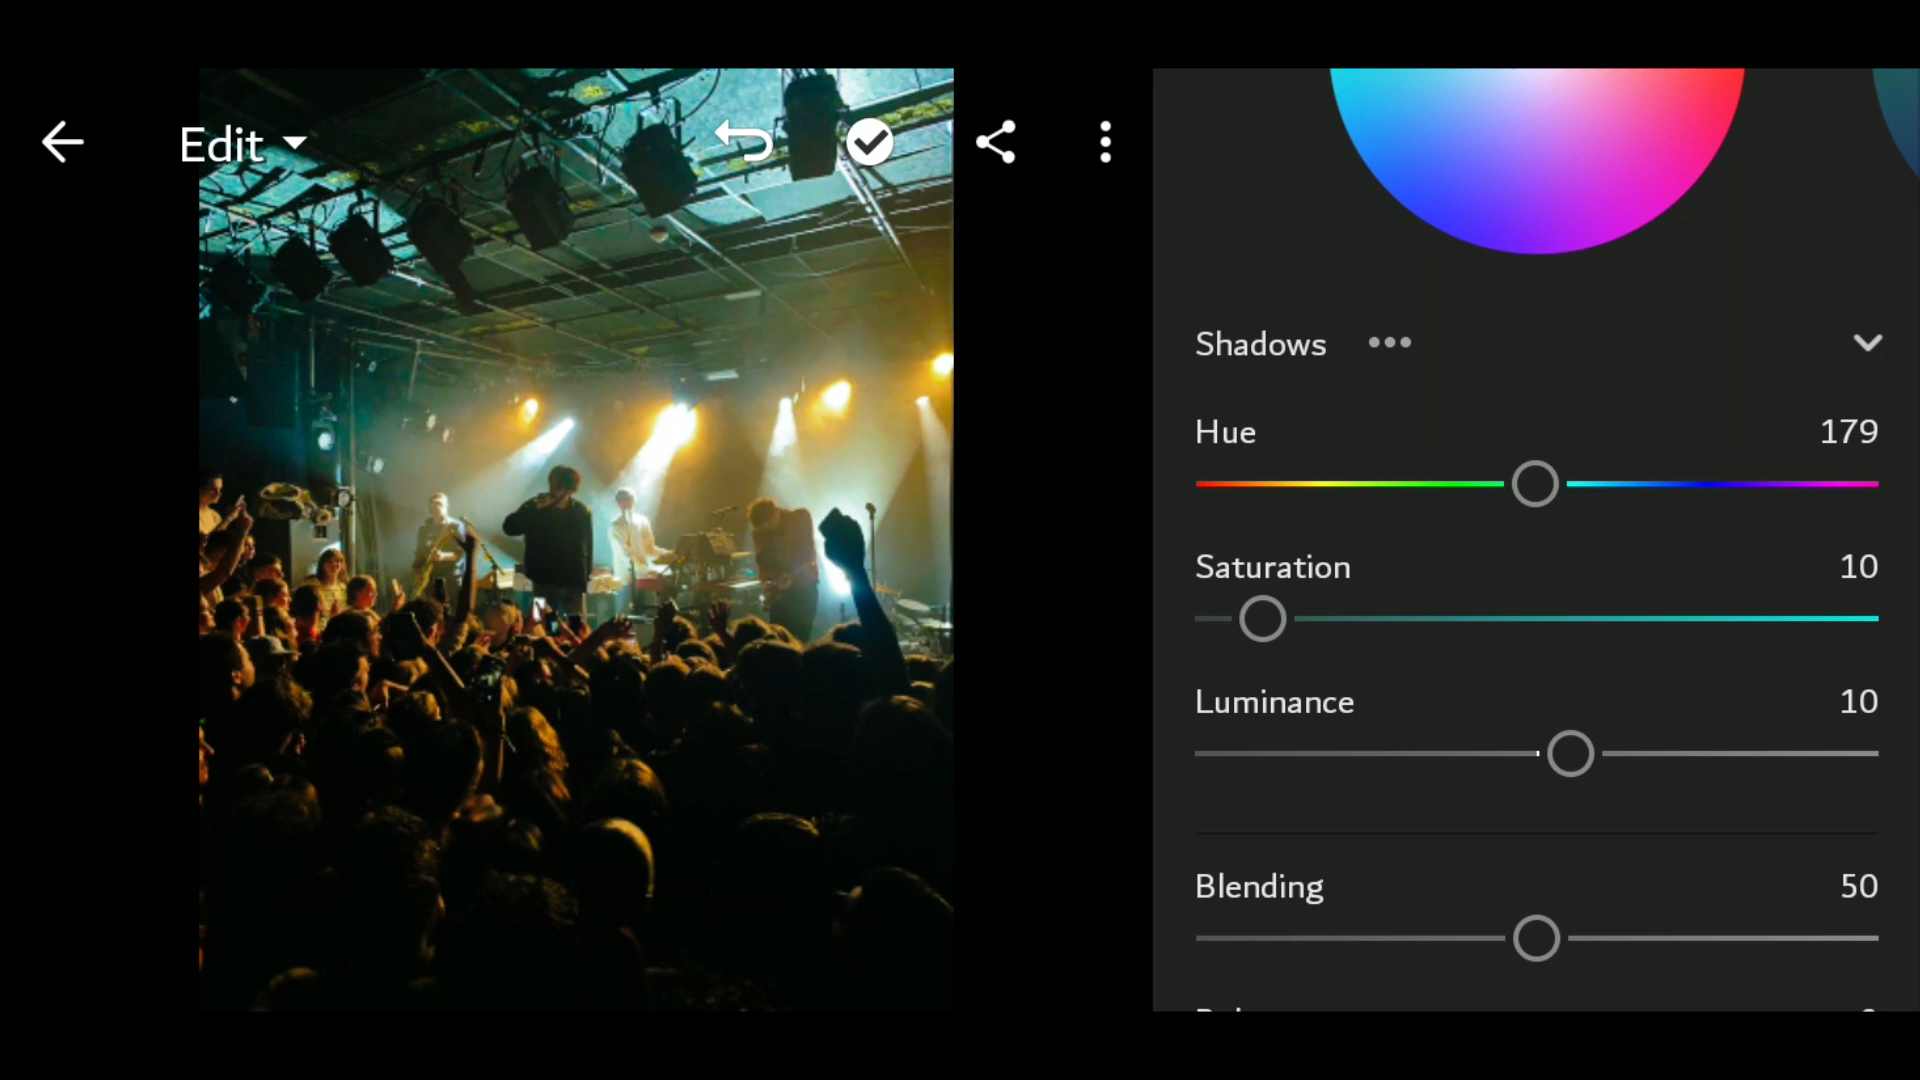 Edit
Shadows
Hue 179
Saturation 10
Luminance 10
Blending 50